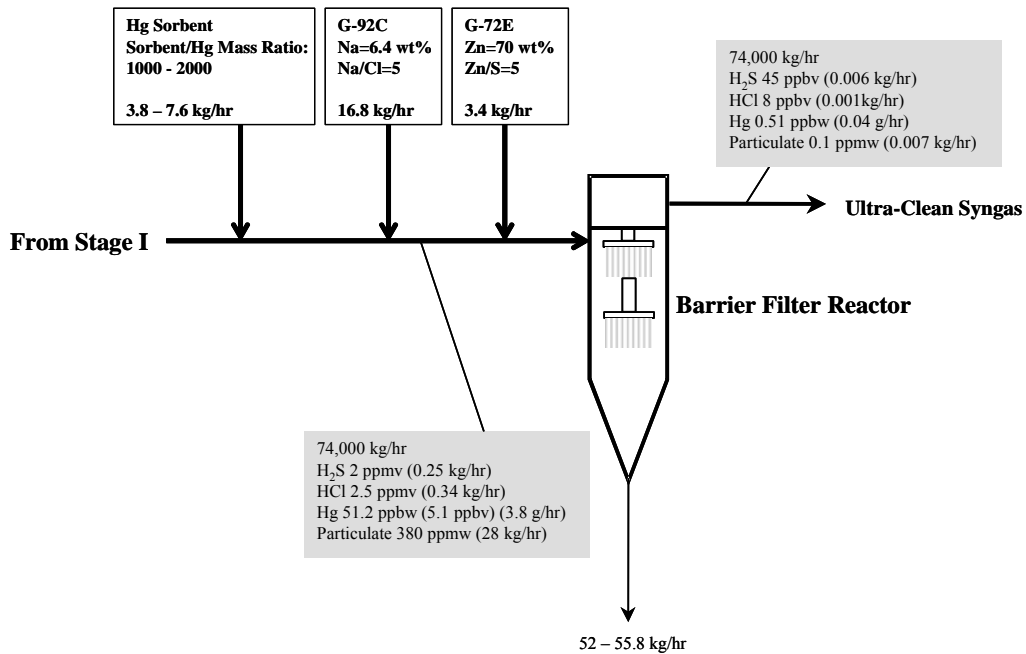 Hg Sorbent
Sorbent/Hg Mass Ratio:
1000 - 2000
3.8 – 7.6 kg/hr
G-92C
Na=6.4 wt%
Na/Cl=5
16.8 kg/hr
G-72E
Zn=70 wt%
Zn/S=5
3.4 kg/hr
74,000 kg/hr
H₂S 45 ppbv (0.006 kg/hr)
HCl 8 ppbv (0.001kg/hr)
Hg 0.51 ppbw (0.04 g/hr)
Particulate 0.1 ppmw (0.007 kg/hr)
Ultra-Clean Syngas
From Stage I
Barrier Filter Reactor
74,000 kg/hr
H₂S 2 ppmv (0.25 kg/hr)
HCl 2.5 ppmv (0.34 kg/hr)
Hg 51.2 ppbw (5.1 ppbv) (3.8 g/hr)
Particulate 380 ppmw (28 kg/hr)
52 – 55.8 kg/hr